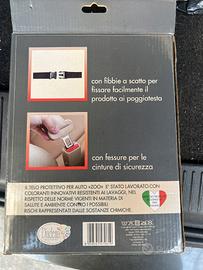 con fibbie a scatto per
fissare facilmente il
prodotto ai poggiatesta
con fessure per le
cinture di sicurezza
IL TELO PROTETTIVO PER AUTO «ZOO» E' STATO LAVORATO CON
COLORANTI INNOVATIVI RESISTENTI AI LAVAGGI, NEL
RISPETTO DELLE NORME VIGENTI IN MATERIA DI
SALUTE E AMBIENTE CONTRO I POSSIBILI
RISCHI RAPPRESENTATI DALLE SOSTANZE CHIMICHE.